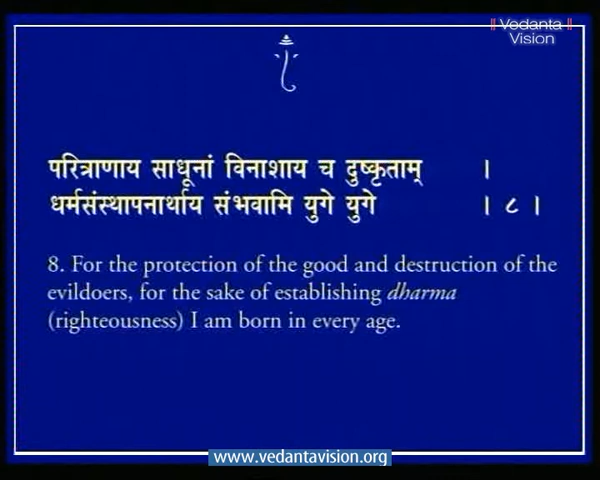 || Vedanta ||
Vision
परित्राणाय साधूनां विनाशाय च दुष्कृताम् ।
धर्मसंस्थापनार्थाय संभवामि युगे युगे । ८ ।
8. For the protection of the good and destruction of the
evildoers, for the sake of establishing dharma
(righteousness) I am born in every age.
www.vedantavision.org